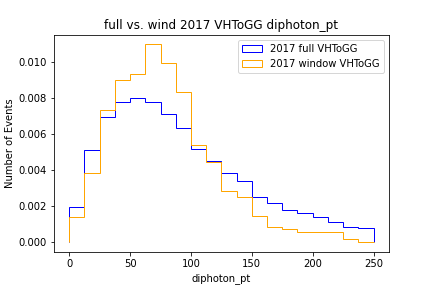 full vs. wind 2017 VHToGG diphoton_pt
2017 full VHToGG
2017 window VHToGG
Number of Events
0.010
0.008
0.006
0.004
0.002
0.000
0 50 100 150 200 250
diphoton_pt